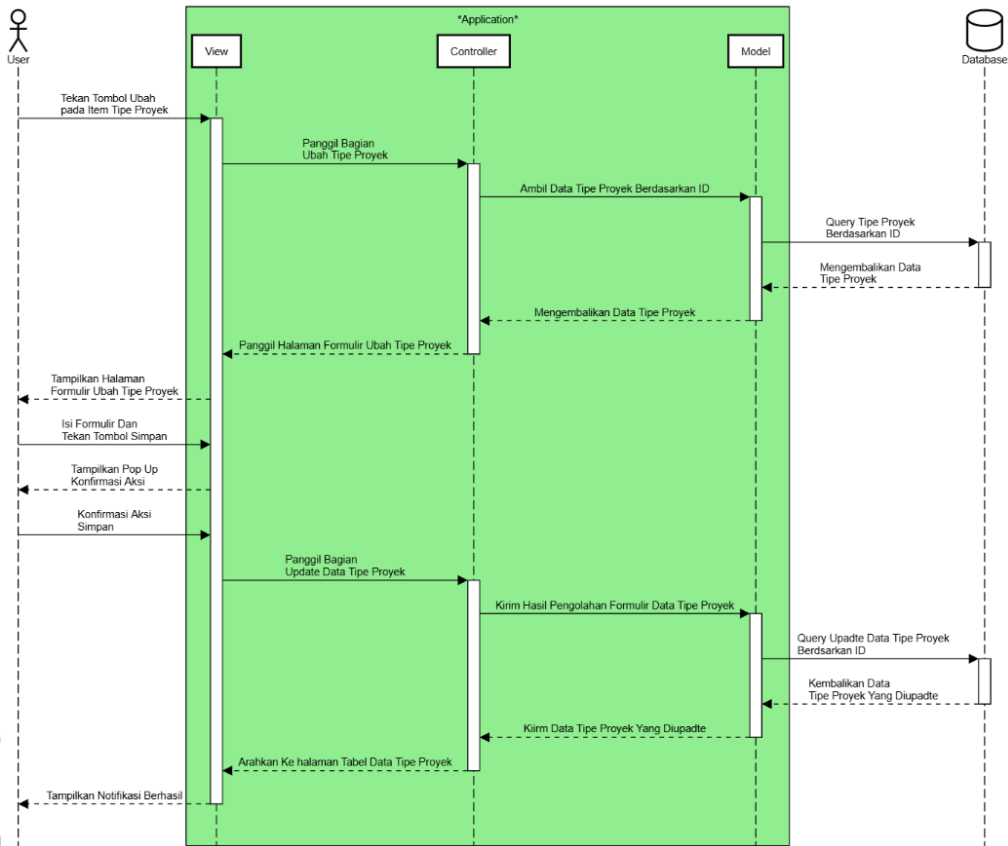 *Application*
User
View
Controller
Model
Database
Tekan Tombol Ubah
pada Item Tipe Proyek
Panggil Bagian
Ubah Tipe Proyek
Ambil Data Tipe Proyek Berdasarkan ID
Query Tipe Proyek
Berdasarkan ID
Mengembalikan Data
Tipe Proyek
Mengembalikan Data Tipe Proyek
Panggil Halaman Formulir Ubah Tipe Proyek
Tampilkan Halaman
Formulir Ubah Tipe Proyek
Isi Formulir Dan
Tekan Tombol Simpan
Tampilkan Pop Up
Konfirmasi Aksi
Konfirmasi Aksi
Simpan
Panggil Bagian
Update Data Tipe Proyek
Kirim Hasil Pengolahan Formulir Data Tipe Proyek
Query Upadte Data Tipe Proyek
Berdsarkan ID
Kembalikan Data
Tipe Proyek Yang Diupadte
Kiirm Data Tipe Proyek Yang Diupadte
Arahkan Ke halaman Tabel Data Tipe Proyek
Tampilkan Notifikasi Berhasil